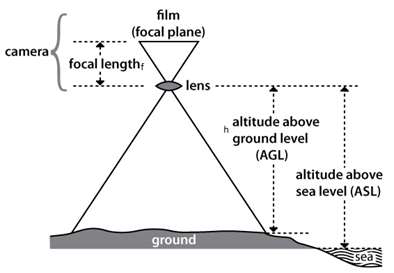 film
(focal plane)
camera
focal length f
lens
h altitude above
ground level
(AGL)
altitude above
sea level (ASL)
ground
sea